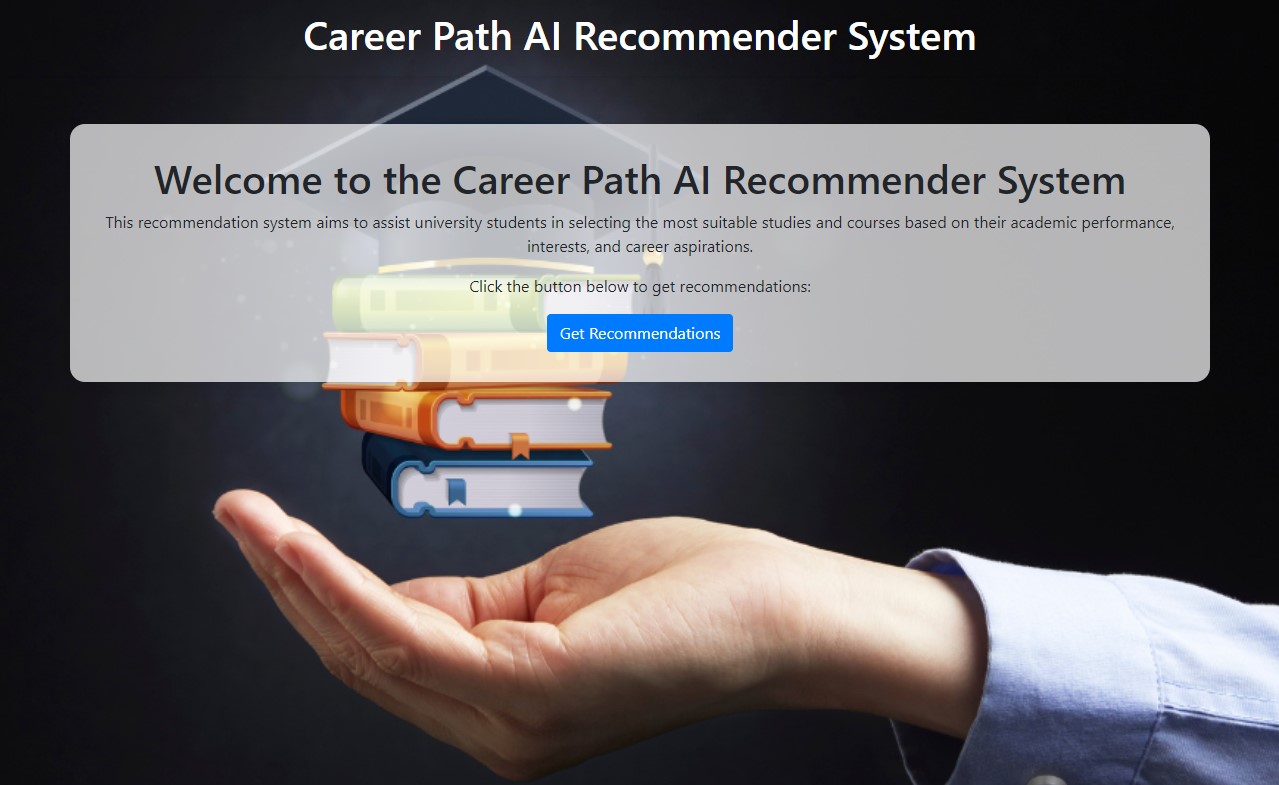 Career Path AI Recommender System
Welcome to the Career Path AI Recommender System
This recommendation system aims to assist university students in selecting the most suitable studies and courses based on their academic performance,
interests, and career aspirations.
Click the button below to get recommendations:
Get Recommendations